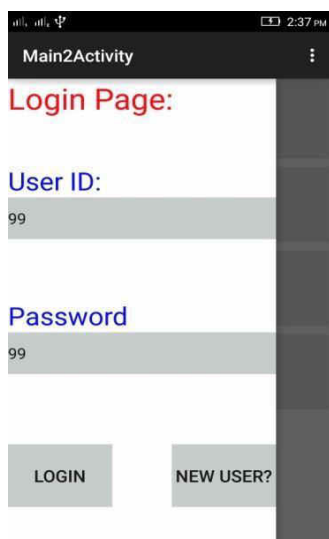 2:37 PM
Main2Activity
Login Page:
User ID:
99
Password
99
LOGIN NEW USER?